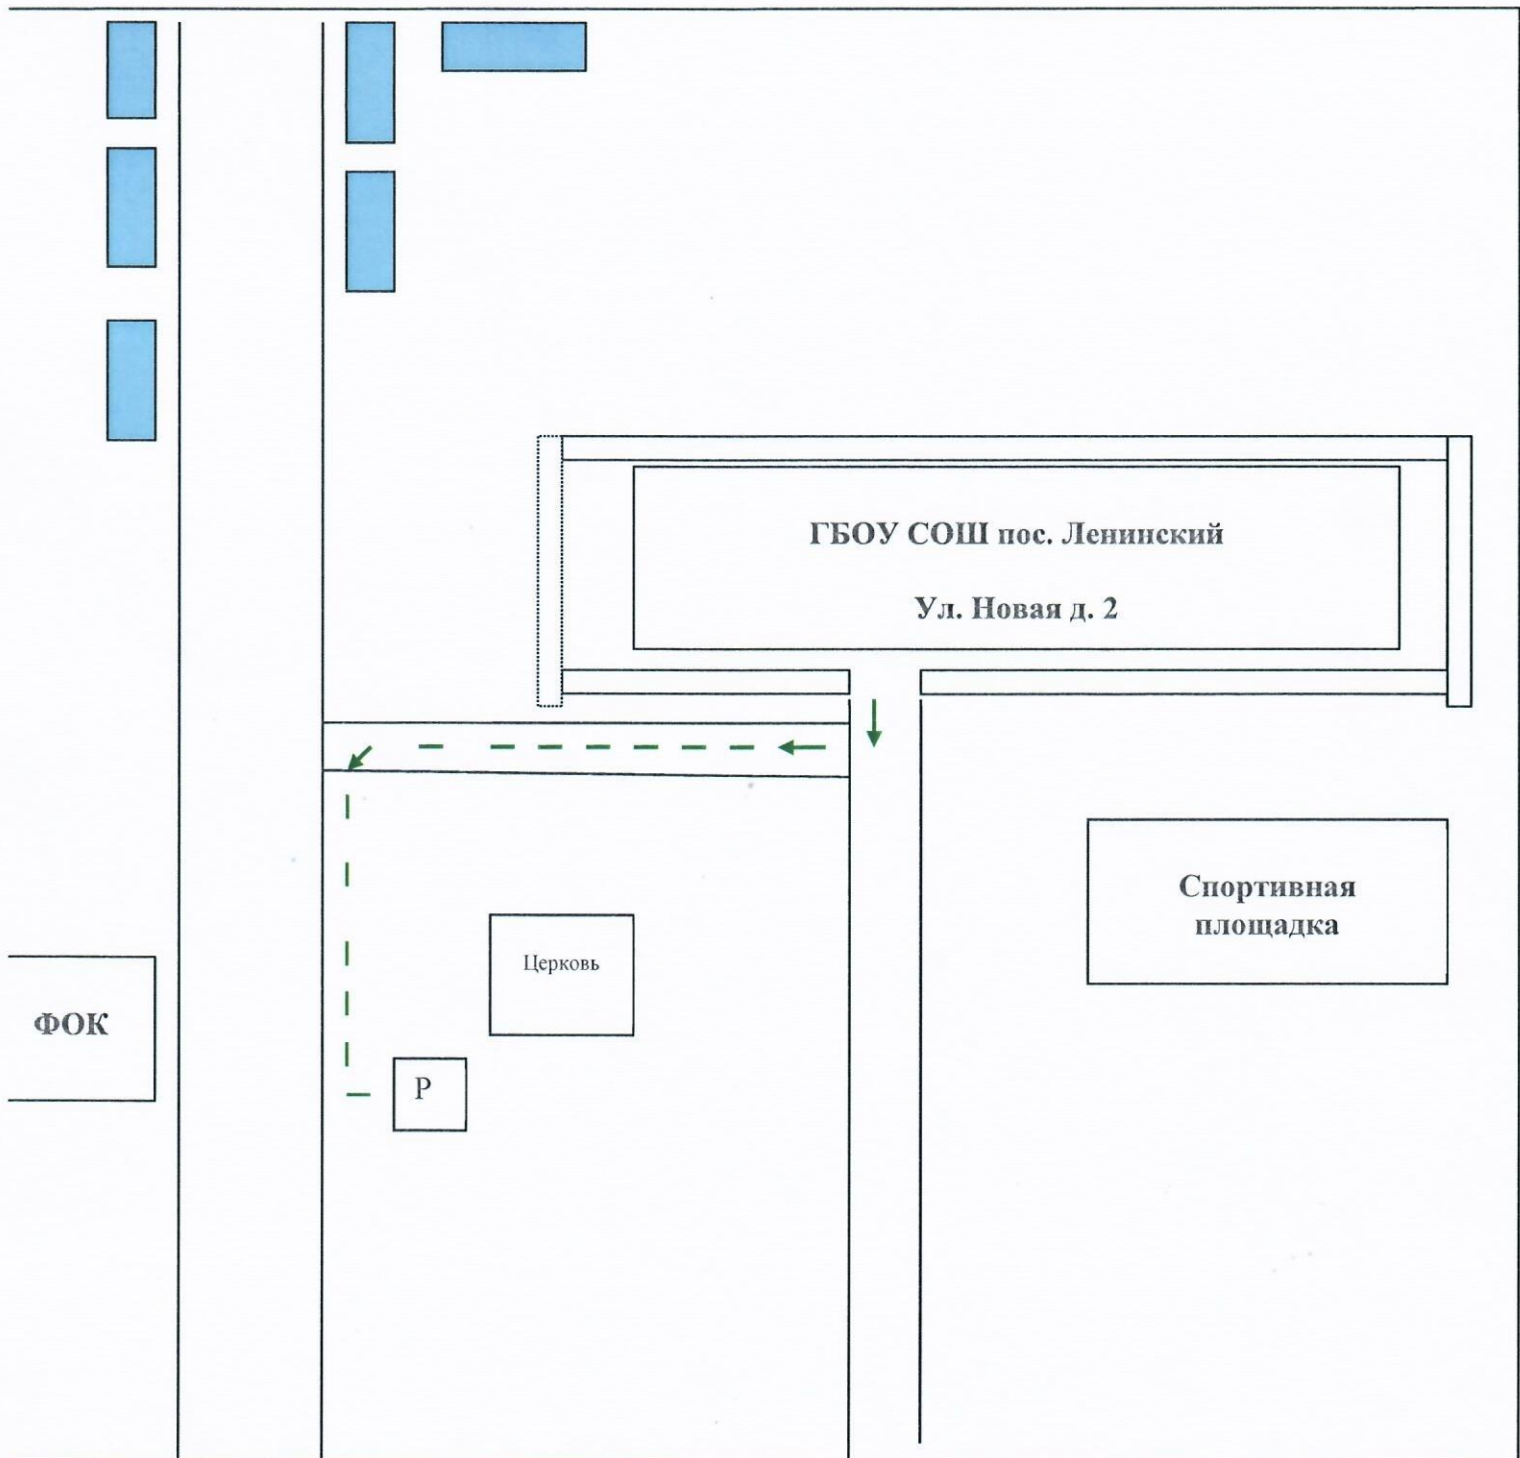 ГБОУ СОШ пос. Ленинский
Ул. Новая д. 2
Спортивная
площадка
Церковь
ФОК
Р